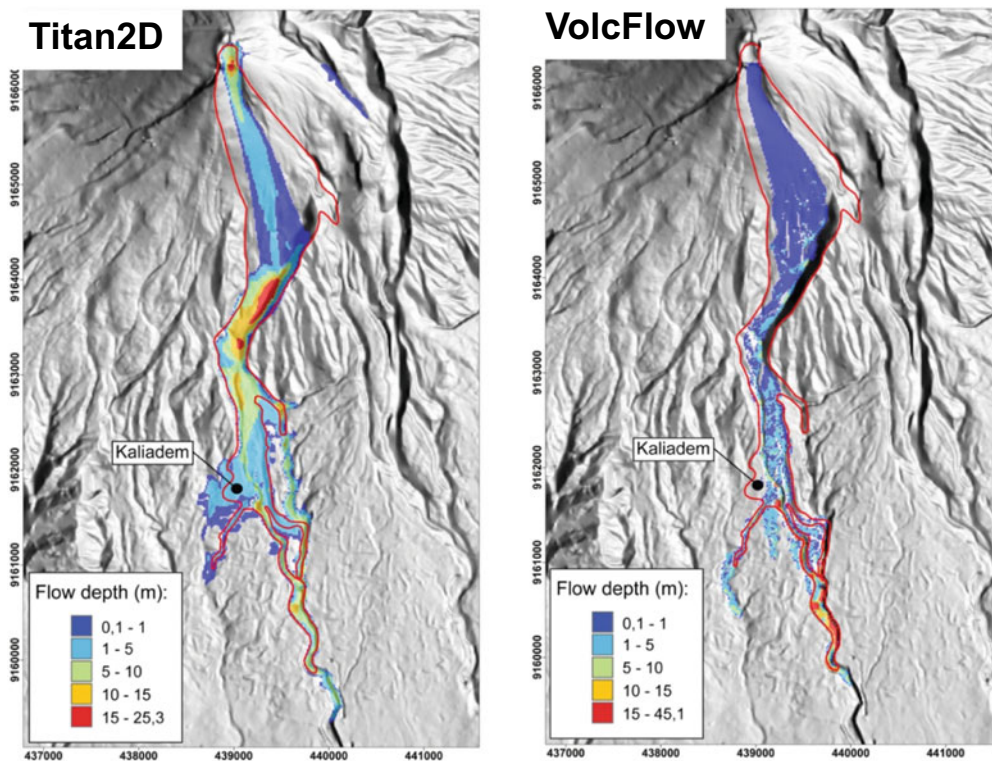 Titan2D
9166000
9165000
9164000
9163000
9162000
9161000
9160000
Kaliadem
Flow depth (m):
0,1 - 1
1 - 5
5 - 10
10 - 15
15 - 25,3
437000
438000
439000
440000
441000
VolcFlow
9166000
9165000
9164000
9163000
9162000
9161000
9160000
Kaliadem
Flow depth (m):
0,1 - 1
1 - 5
5 - 10
10 - 15
15 - 45,1
437000
438000
439000
440000
441000